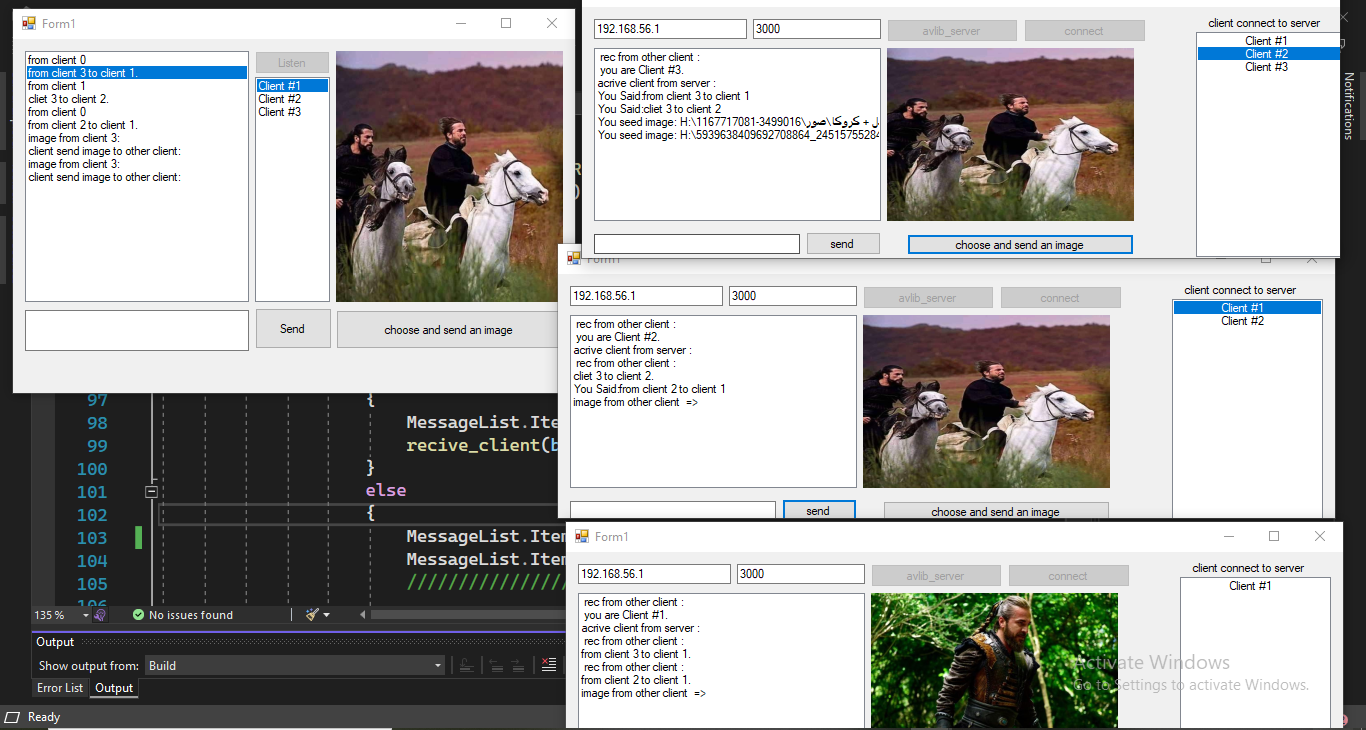 Form1
from client 0
from client 3 to client 1.
from client 1
cliet 3 to client 2.
from client 0
from client 2 to client 1.
image from client 3:
client send image to other client:
image from client 3:
client send image to other client:
Listen
Client #1
Client #2
Client #3
Send
choose and send an image
192.168.56.1
3000
avlib_server
connect
client connect to server
Client #1
Client #2
Client #3
rec from other client :
you are Client #3.
acrive client from server :
You Said:from client 3 to client 1
You Said:cliet 3 to client 2
You seed image: H:\1167717081-3499016\ل + كروكا\صور
You seed image: H:\5939638409692708864_24515755284
send
choose and send an image
Notifications
Form1
192.168.56.1
3000
avlib_server
connect
client connect to server
Client #1
Client #2
rec from other client :
you are Client #2.
acrive client from server :
rec from other client :
cliet 3 to client 2.
You Said:from client 2 to client 1
image from other client =>
send
choose and send an image
Form1
192.168.56.1
3000
avlib_server
connect
client connect to server
Client #1
rec from other client :
you are Client #1.
acrive client from server :
rec from other client :
from client 3 to client 1.
rec from other client :
from client 2 to client 1.
image from other client =>
Activate Windows
Go to Settings to activate Windows.
97 {
98 MessageList.Ite
99 recive_client(b
100 }
101 else
102 {
103 MessageList.Item
104 MessageList.Item
105 ////////////////
106
135 %
No issues found
Output
Show output from: Build
Error List
Output
Ready